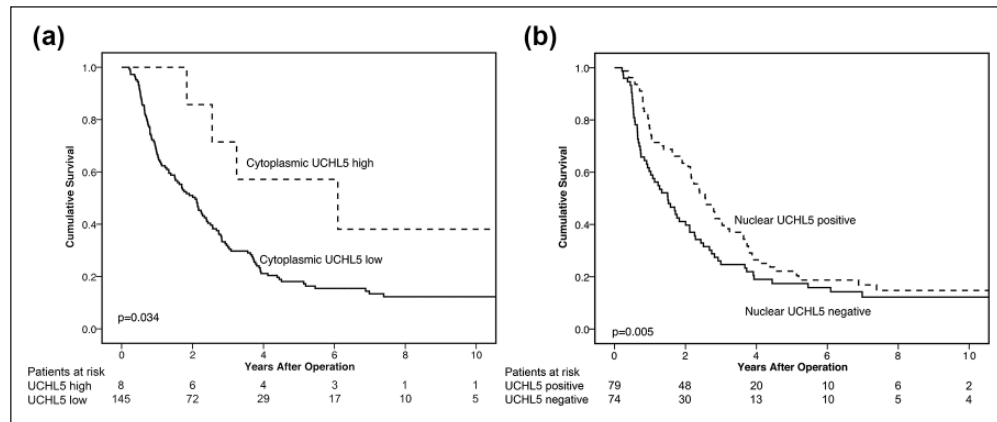 (a)
1.0
0.8
0.6
0.4
0.2
0.0
Cumulative Survival
Cytoplasmic UCHL5 high
Cytoplasmic UCHL5 low
p=0.034
0 2 4 6 8 10
Years After Operation
Patients at risk
UCHL5 high 8 6 4 3 1 1
UCHL5 low 145 72 29 17 10 5
(b)
1.0
0.8
0.6
0.4
0.2
0.0
Cumulative Survival
Nuclear UCHL5 positive
Nuclear UCHL5 negative
p=0.005
0 2 4 6 8 10
Years After Operation
Patients at risk
UCHL5 positive 79 48 20 10 6 2
UCHL5 negative 74 30 13 10 5 4